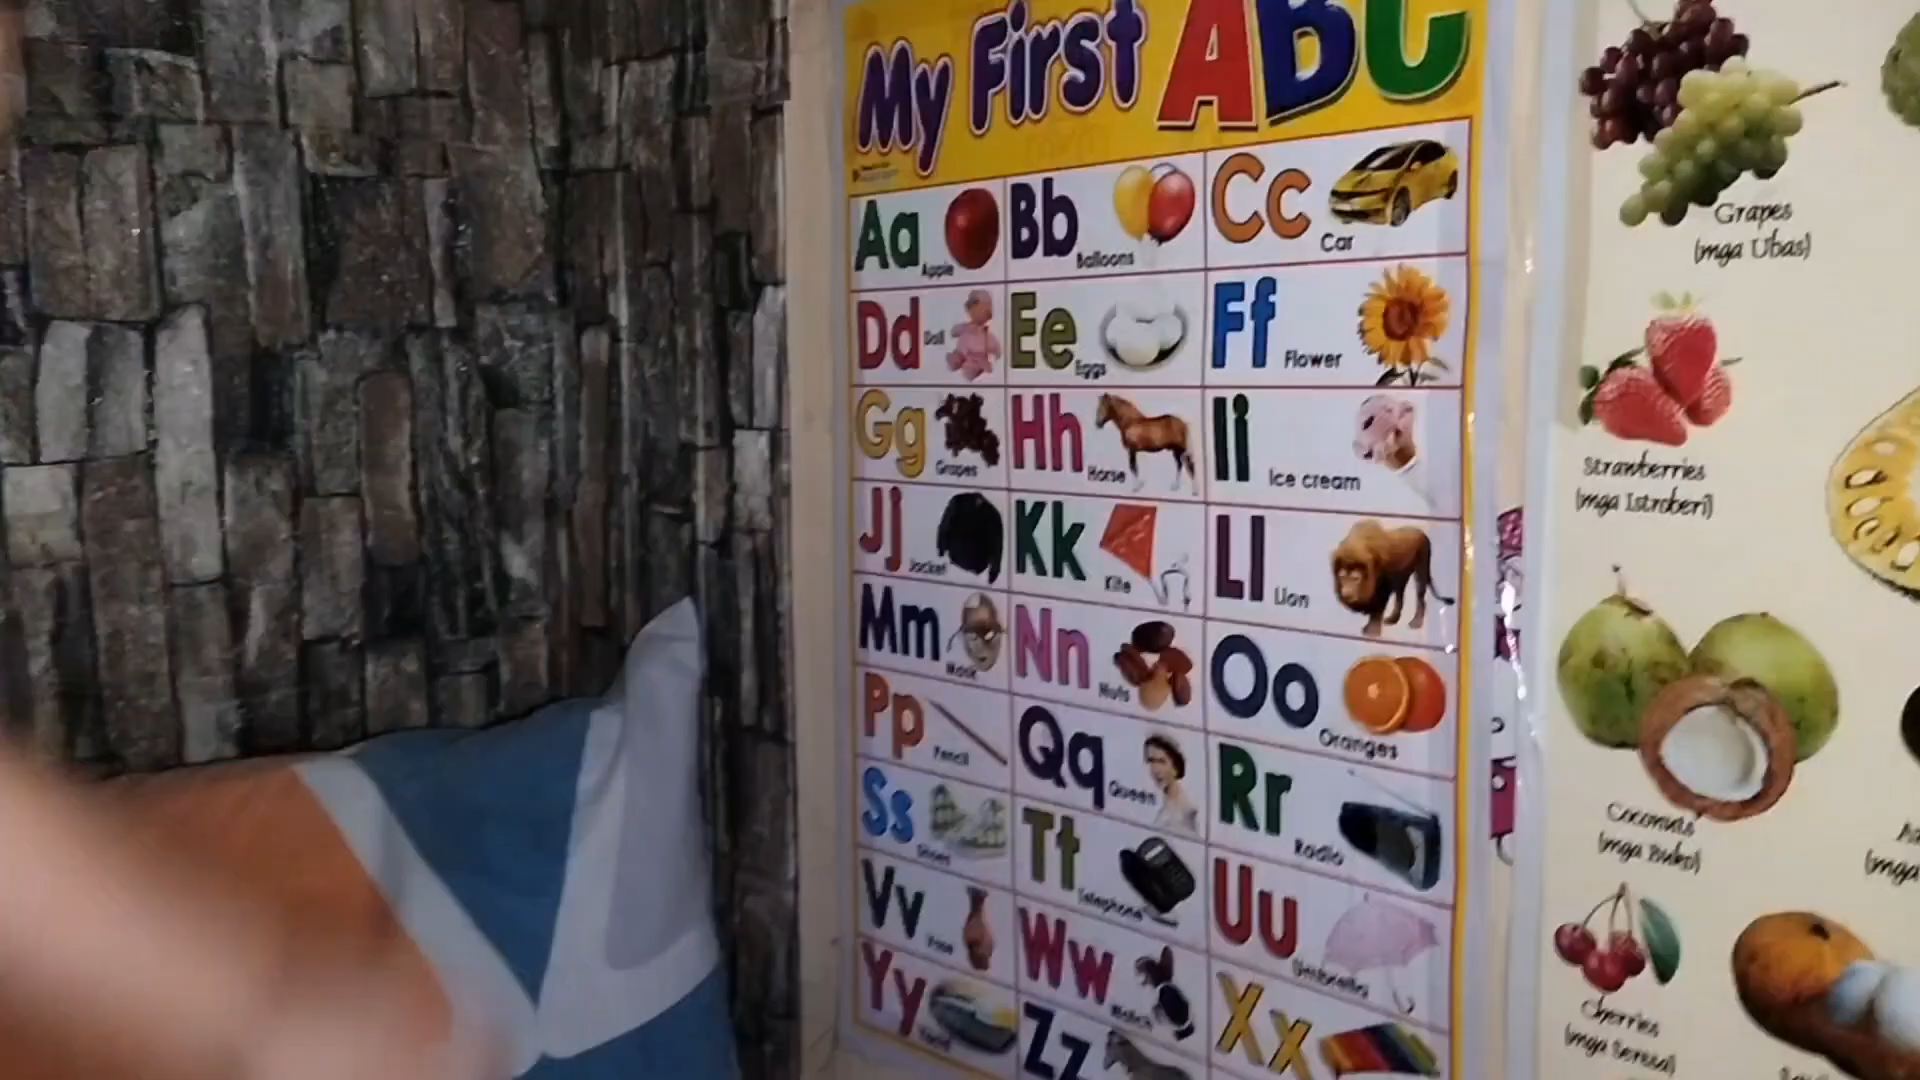 My First ABC
Aa Apple
Bb Balloons
Cc Car
Dd Doll
Ee Eggs
Ff Flower
Gg Grapes
Hh Horse
Ii Ice cream
Jj Jacket
Kk Kite
Ll Lion
Mm Mask
Nn Nuts
Oo Oranges
Pp Pencil
Qq Queen
Rr Radio
Ss Shoes
Tt Telephone
Uu Umbrella
Vv Vase
Ww Watch
Xx
Yy
Zz
Grapes
(mga Ubas)
Strawberries
(mga Istroberi)
Coconuts
(mga Buko)
Cherries
(mga Seresa)
(mga